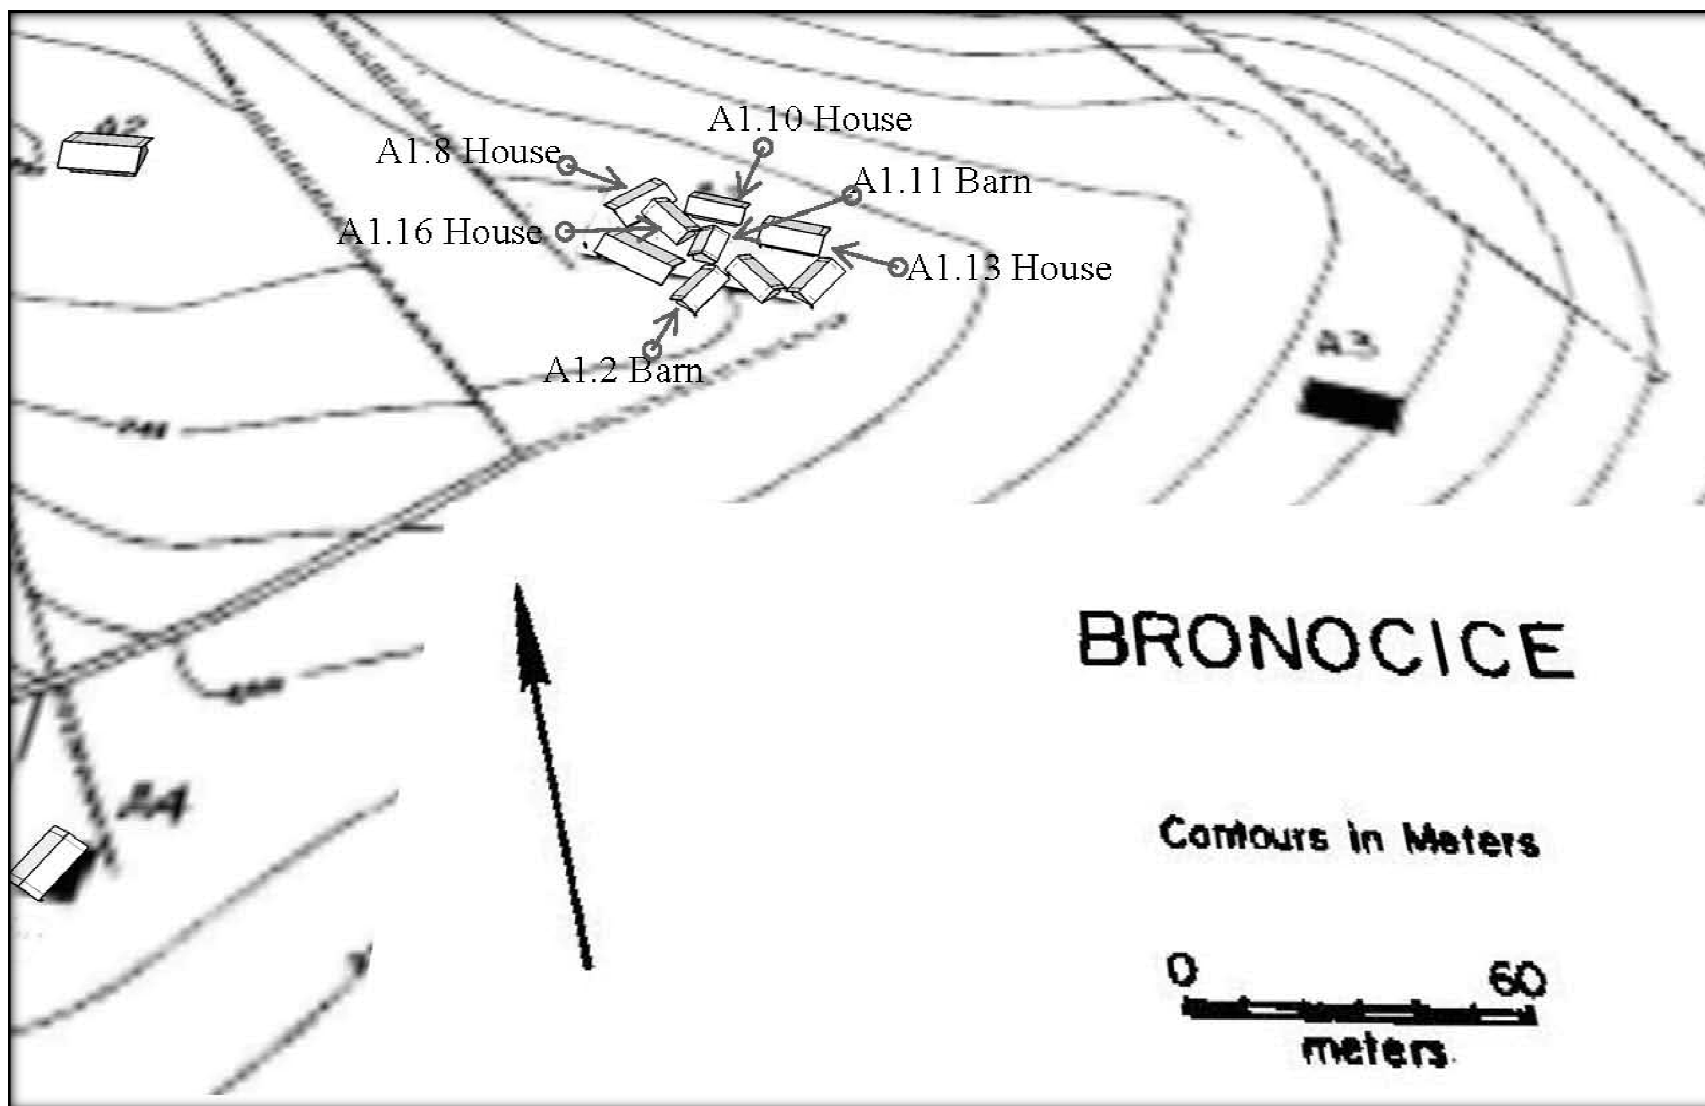 A1.10 House
A2
A1.8 House
A1.11 Barn
A1.16 House
A1.13 House
A3
A1.2 Barn
BRONOCICE
A4
Contours in Meters
0 60
meters